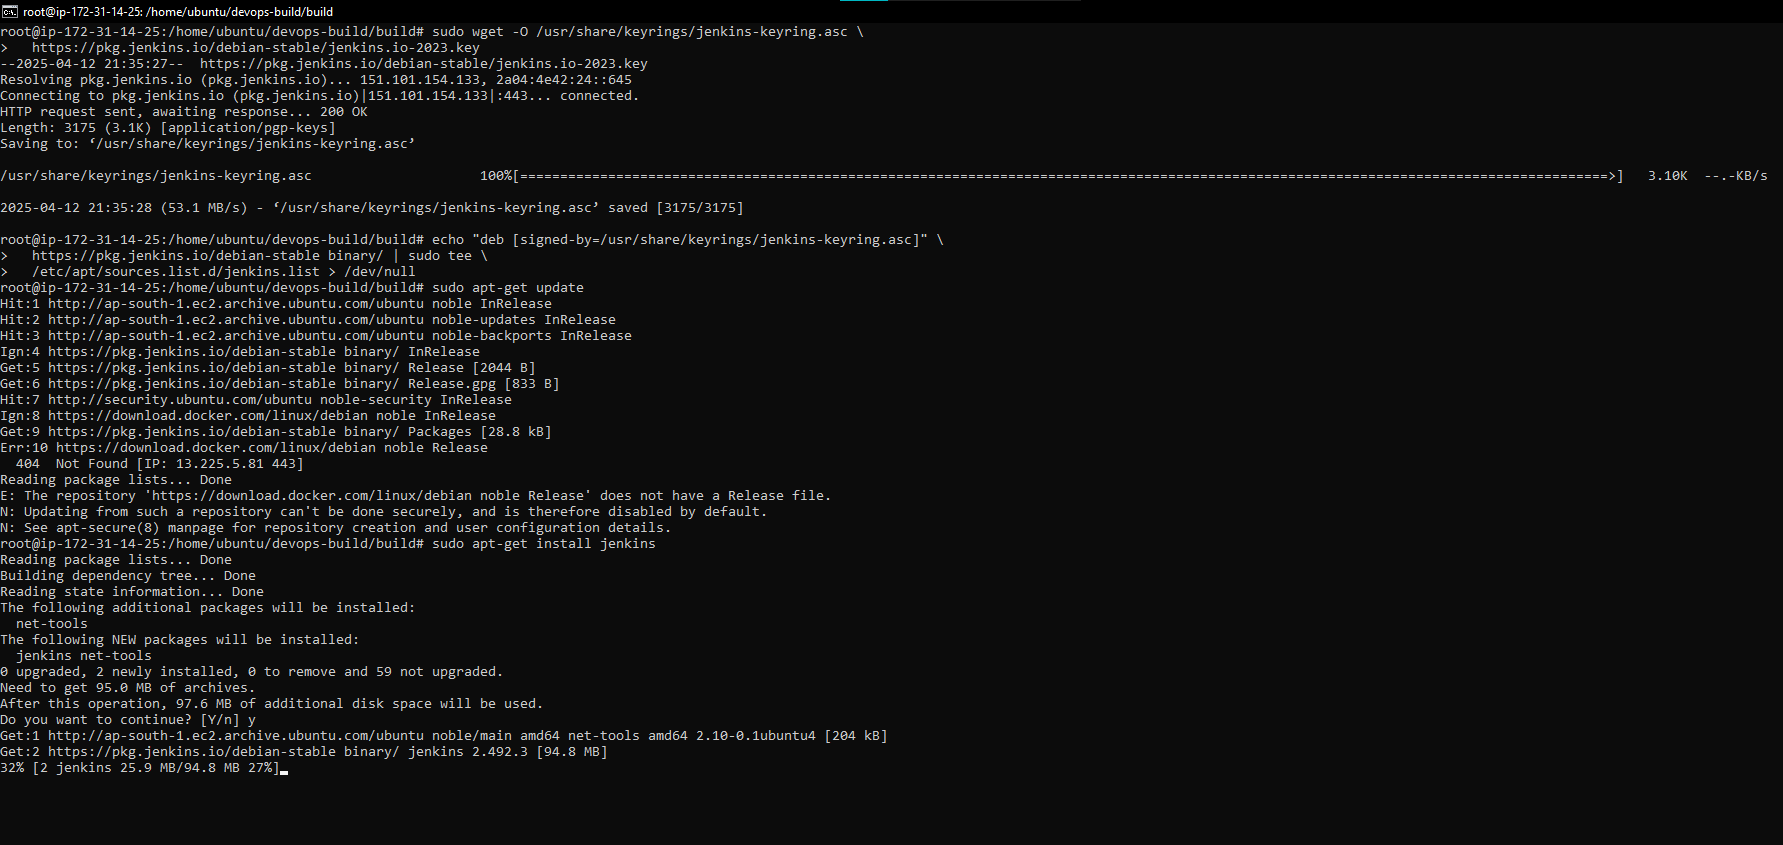 root@ip-172-31-14-25: /home/ubuntu/devops-build/build
root@ip-172-31-14-25:/home/ubuntu/devops-build/build# sudo wget -O /usr/share/keyrings/jenkins-keyring.asc \
>   https://pkg.jenkins.io/debian-stable/jenkins.io-2023.key
--2025-04-12 21:35:27--  https://pkg.jenkins.io/debian-stable/jenkins.io-2023.key
Resolving pkg.jenkins.io (pkg.jenkins.io)... 151.101.154.133, 2a04:4e42:24::645
Connecting to pkg.jenkins.io (pkg.jenkins.io)|151.101.154.133|:443... connected.
HTTP request sent, awaiting response... 200 OK
Length: 3175 (3.1K) [application/pgp-keys]
Saving to: ‘/usr/share/keyrings/jenkins-keyring.asc’
/usr/share/keyrings/jenkins-keyring.asc                     100%[========================================================================================================================================>]   3.10K  --.-KB/s
2025-04-12 21:35:28 (53.1 MB/s) - ‘/usr/share/keyrings/jenkins-keyring.asc’ saved [3175/3175]
root@ip-172-31-14-25:/home/ubuntu/devops-build/build# echo "deb [signed-by=/usr/share/keyrings/jenkins-keyring.asc]" \
>   https://pkg.jenkins.io/debian-stable binary/ | sudo tee \
>   /etc/apt/sources.list.d/jenkins.list > /dev/null
root@ip-172-31-14-25:/home/ubuntu/devops-build/build# sudo apt-get update
Hit:1 http://ap-south-1.ec2.archive.ubuntu.com/ubuntu noble InRelease
Hit:2 http://ap-south-1.ec2.archive.ubuntu.com/ubuntu noble-updates InRelease
Hit:3 http://ap-south-1.ec2.archive.ubuntu.com/ubuntu noble-backports InRelease
Ign:4 https://pkg.jenkins.io/debian-stable binary/ InRelease
Get:5 https://pkg.jenkins.io/debian-stable binary/ Release [2044 B]
Get:6 https://pkg.jenkins.io/debian-stable binary/ Release.gpg [833 B]
Hit:7 http://security.ubuntu.com/ubuntu noble-security InRelease
Ign:8 https://download.docker.com/linux/debian noble InRelease
Get:9 https://pkg.jenkins.io/debian-stable binary/ Packages [28.8 kB]
Err:10 https://download.docker.com/linux/debian noble Release
  404  Not Found [IP: 13.225.5.81 443]
Reading package lists... Done
E: The repository 'https://download.docker.com/linux/debian noble Release' does not have a Release file.
N: Updating from such a repository can't be done securely, and is therefore disabled by default.
N: See apt-secure(8) manpage for repository creation and user configuration details.
root@ip-172-31-14-25:/home/ubuntu/devops-build/build# sudo apt-get install jenkins
Reading package lists... Done
Building dependency tree... Done
Reading state information... Done
The following additional packages will be installed:
  net-tools
The following NEW packages will be installed:
  jenkins net-tools
0 upgraded, 2 newly installed, 0 to remove and 59 not upgraded.
Need to get 95.0 MB of archives.
After this operation, 97.6 MB of additional disk space will be used.
Do you want to continue? [Y/n] y
Get:1 http://ap-south-1.ec2.archive.ubuntu.com/ubuntu noble/main amd64 net-tools amd64 2.10-0.1ubuntu4 [204 kB]
Get:2 https://pkg.jenkins.io/debian-stable binary/ jenkins 2.492.3 [94.8 MB]
32% [2 jenkins 25.9 MB/94.8 MB 27%]